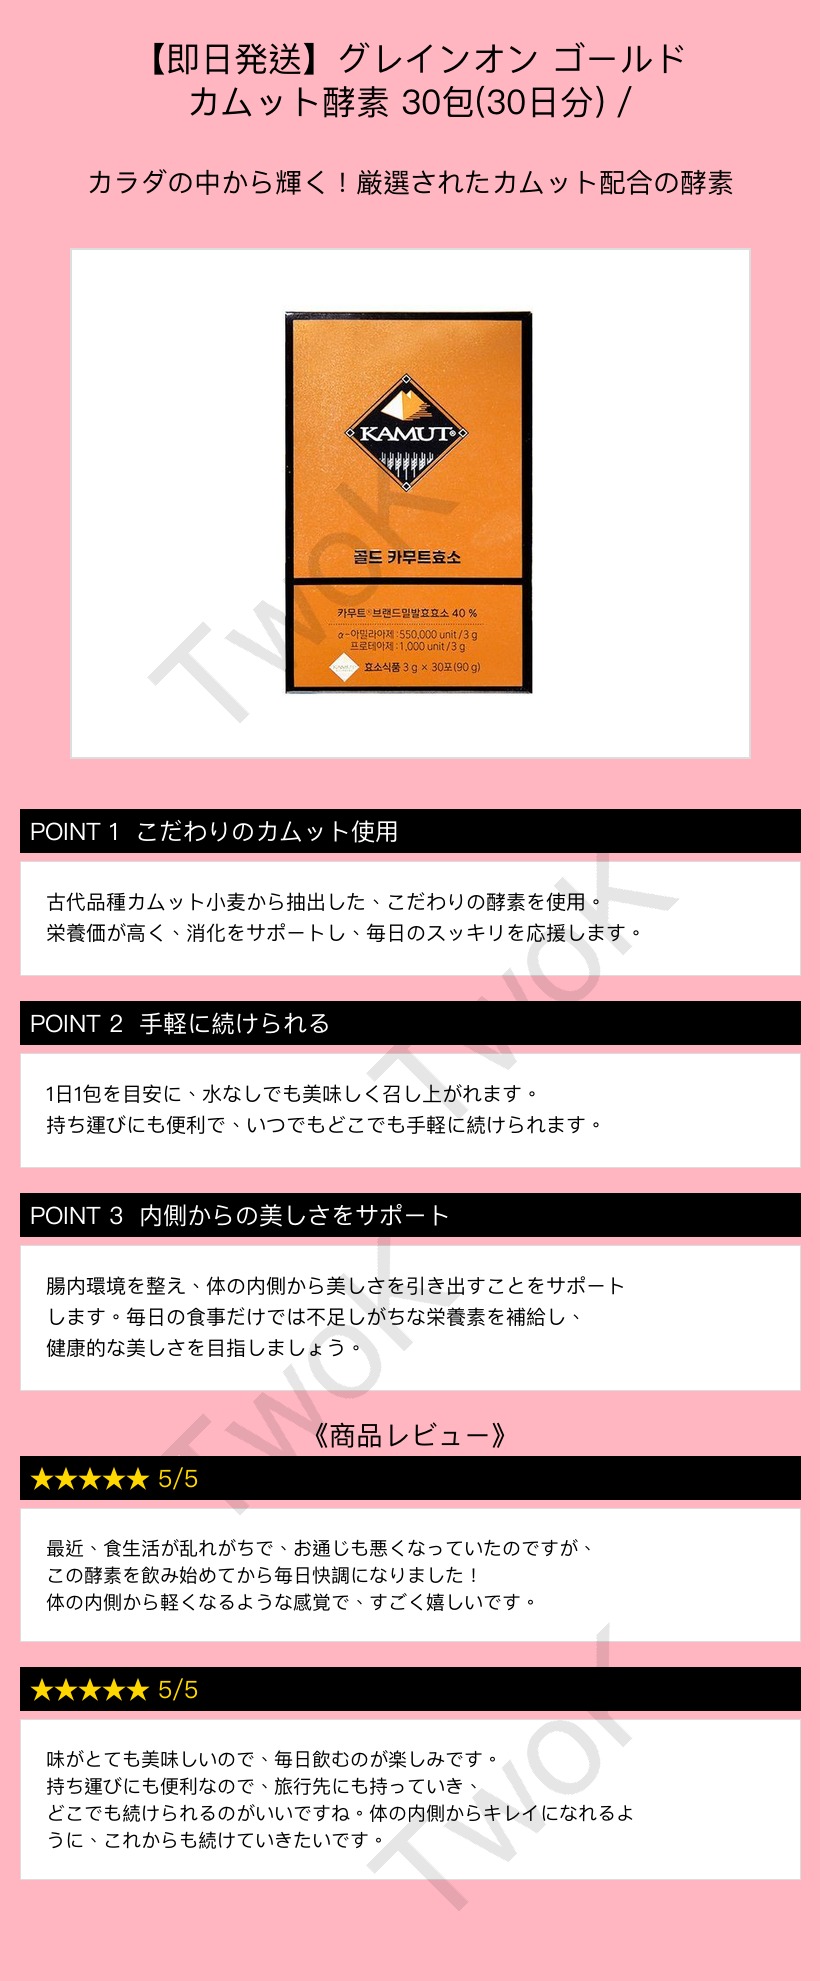 【即日発送】グレインオン ゴールド
カムット酵素 30包(30日分) /
カラダの中から輝く！厳選されたカムット配合の酵素
KAMUT®
골드 카무트효소
카무트®브랜드밀발효효소 40 %
α-아밀라아제 : 550,000 unit / 3 g
프로테아제 : 1,000 unit / 3 g
KAMUT
효소식품 3 g × 30포(90 g)
TwoK
POINT 1 こだわりのカムット使用
古代品種カムット小麦から抽出した、こだわりの酵素を使用。
栄養価が高く、消化をサポートし、毎日のスッキリを応援します。
TwoK
POINT 2 手軽に続けられる
1日1包を目安に、水なしでも美味しく召し上がれます。
持ち運びにも便利で、いつでもどこでも手軽に続けられます。
POINT 3 内側からの美しさをサポート
腸内環境を整え、体の内側から美しさを引き出すことをサポート
します。毎日の食事だけでは不足しがちな栄養素を補給し、
健康的な美しさを目指しましょう。
TwoK
《商品レビュー》
★★★★★ 5/5
最近、食生活が乱れがちで、お通じも悪くなっていたのですが、
この酵素を飲み始めてから毎日快調になりました！
体の内側から軽くなるような感覚で、すごく嬉しいです。
★★★★★ 5/5
味がとても美味しいので、毎日飲むのが楽しみです。
持ち運びにも便利なので、旅行先にも持っていき、
どこでも続けられるのがいいですね。体の内側からキレイになれるよ
うに、これからも続けていきたいです。
TwoK